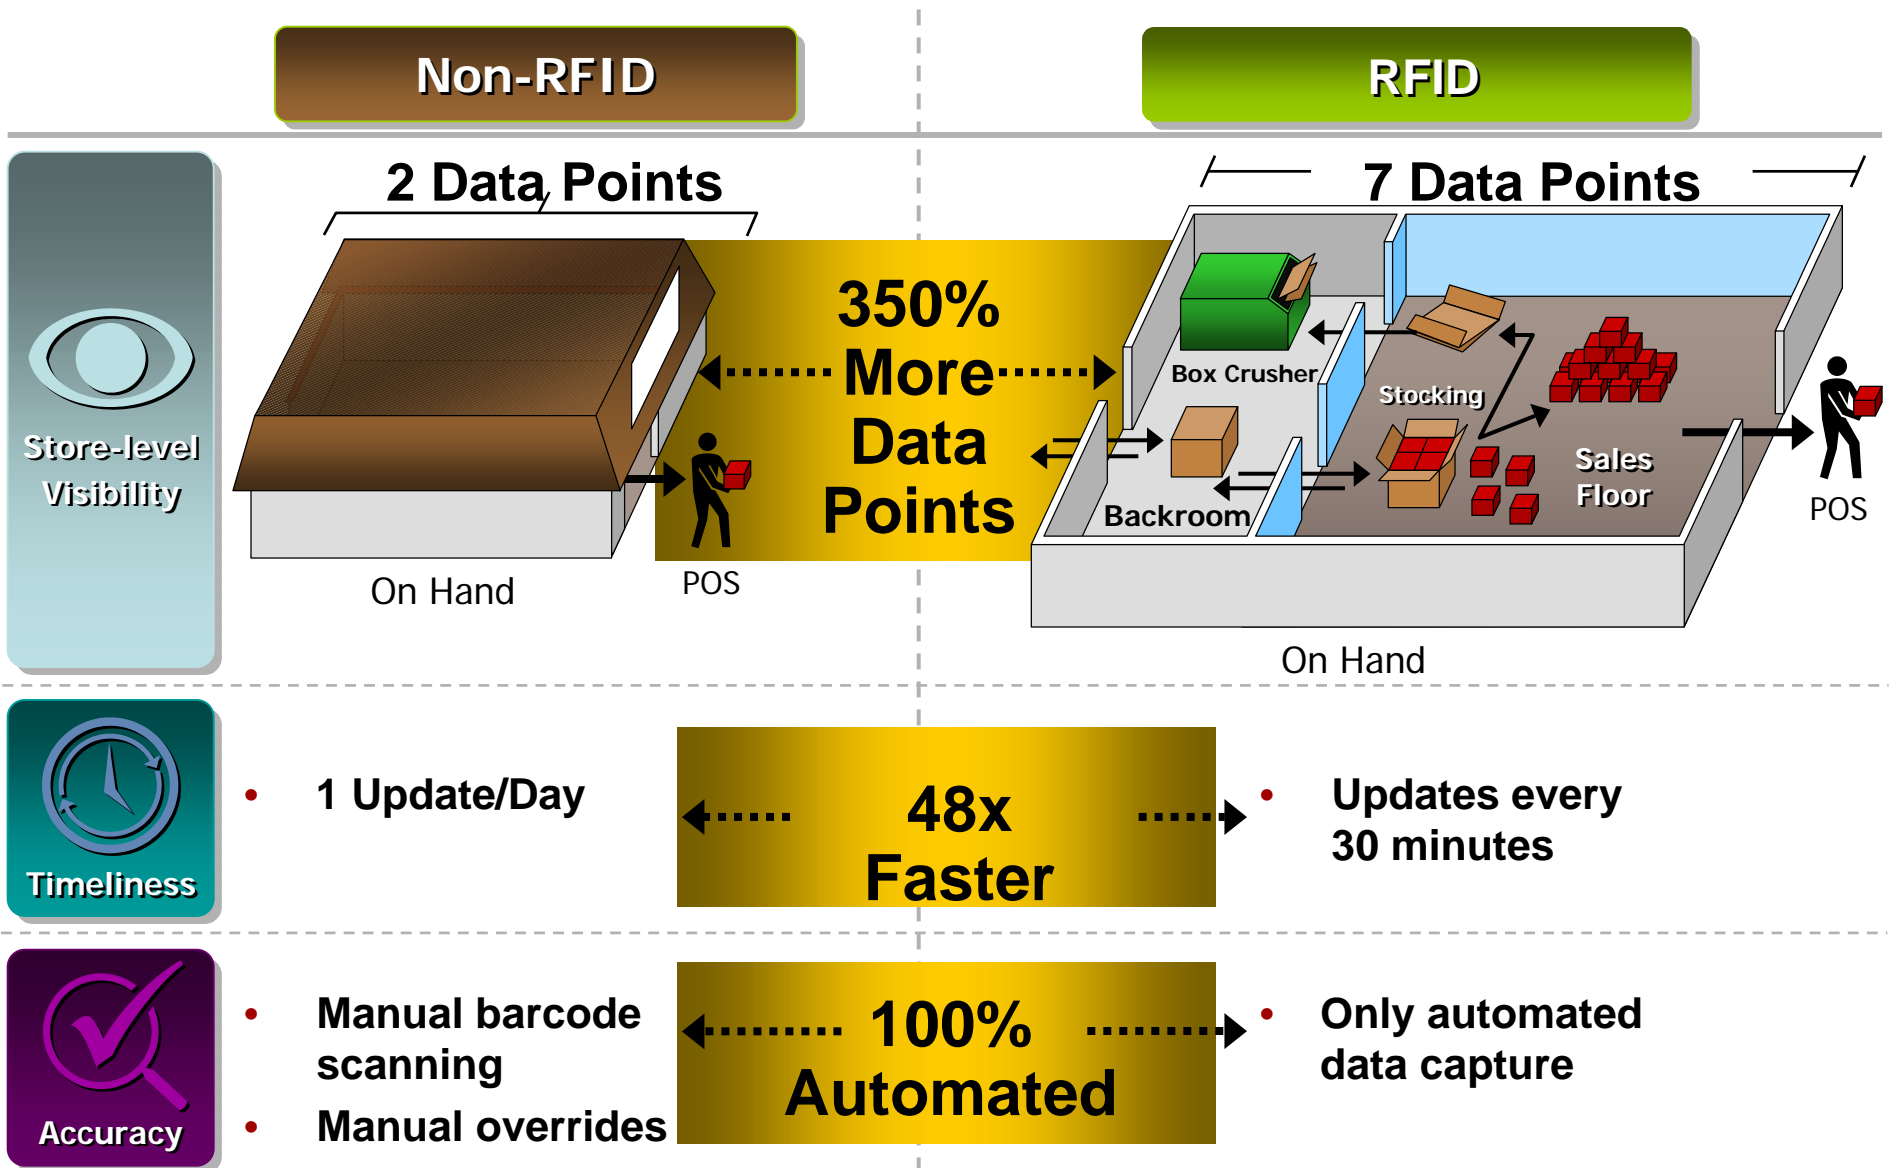 Non-RFID
RFID
2 Data Points
7 Data Points
Store-level
Visibility
350%
More
Data
Points
On Hand
POS
Box Crusher
Stocking
Backroom
Sales
Floor
POS
On Hand
Timeliness
• 1 Update/Day
48x
Faster
• Updates every
30 minutes
Accuracy
• Manual barcode
scanning
• Manual overrides
100%
Automated
• Only automated
data capture